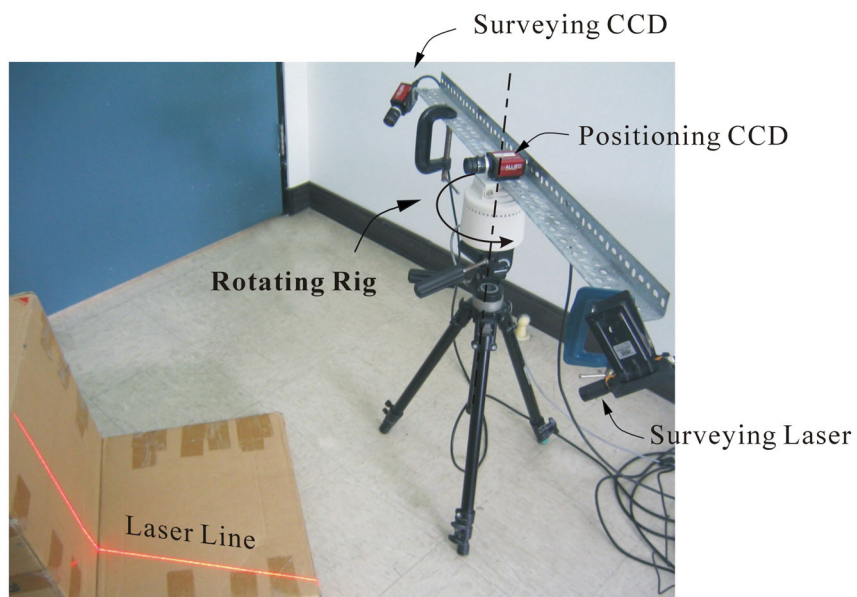 Surveying CCD
Positioning CCD
Rotating Rig
Surveying Laser
Laser Line